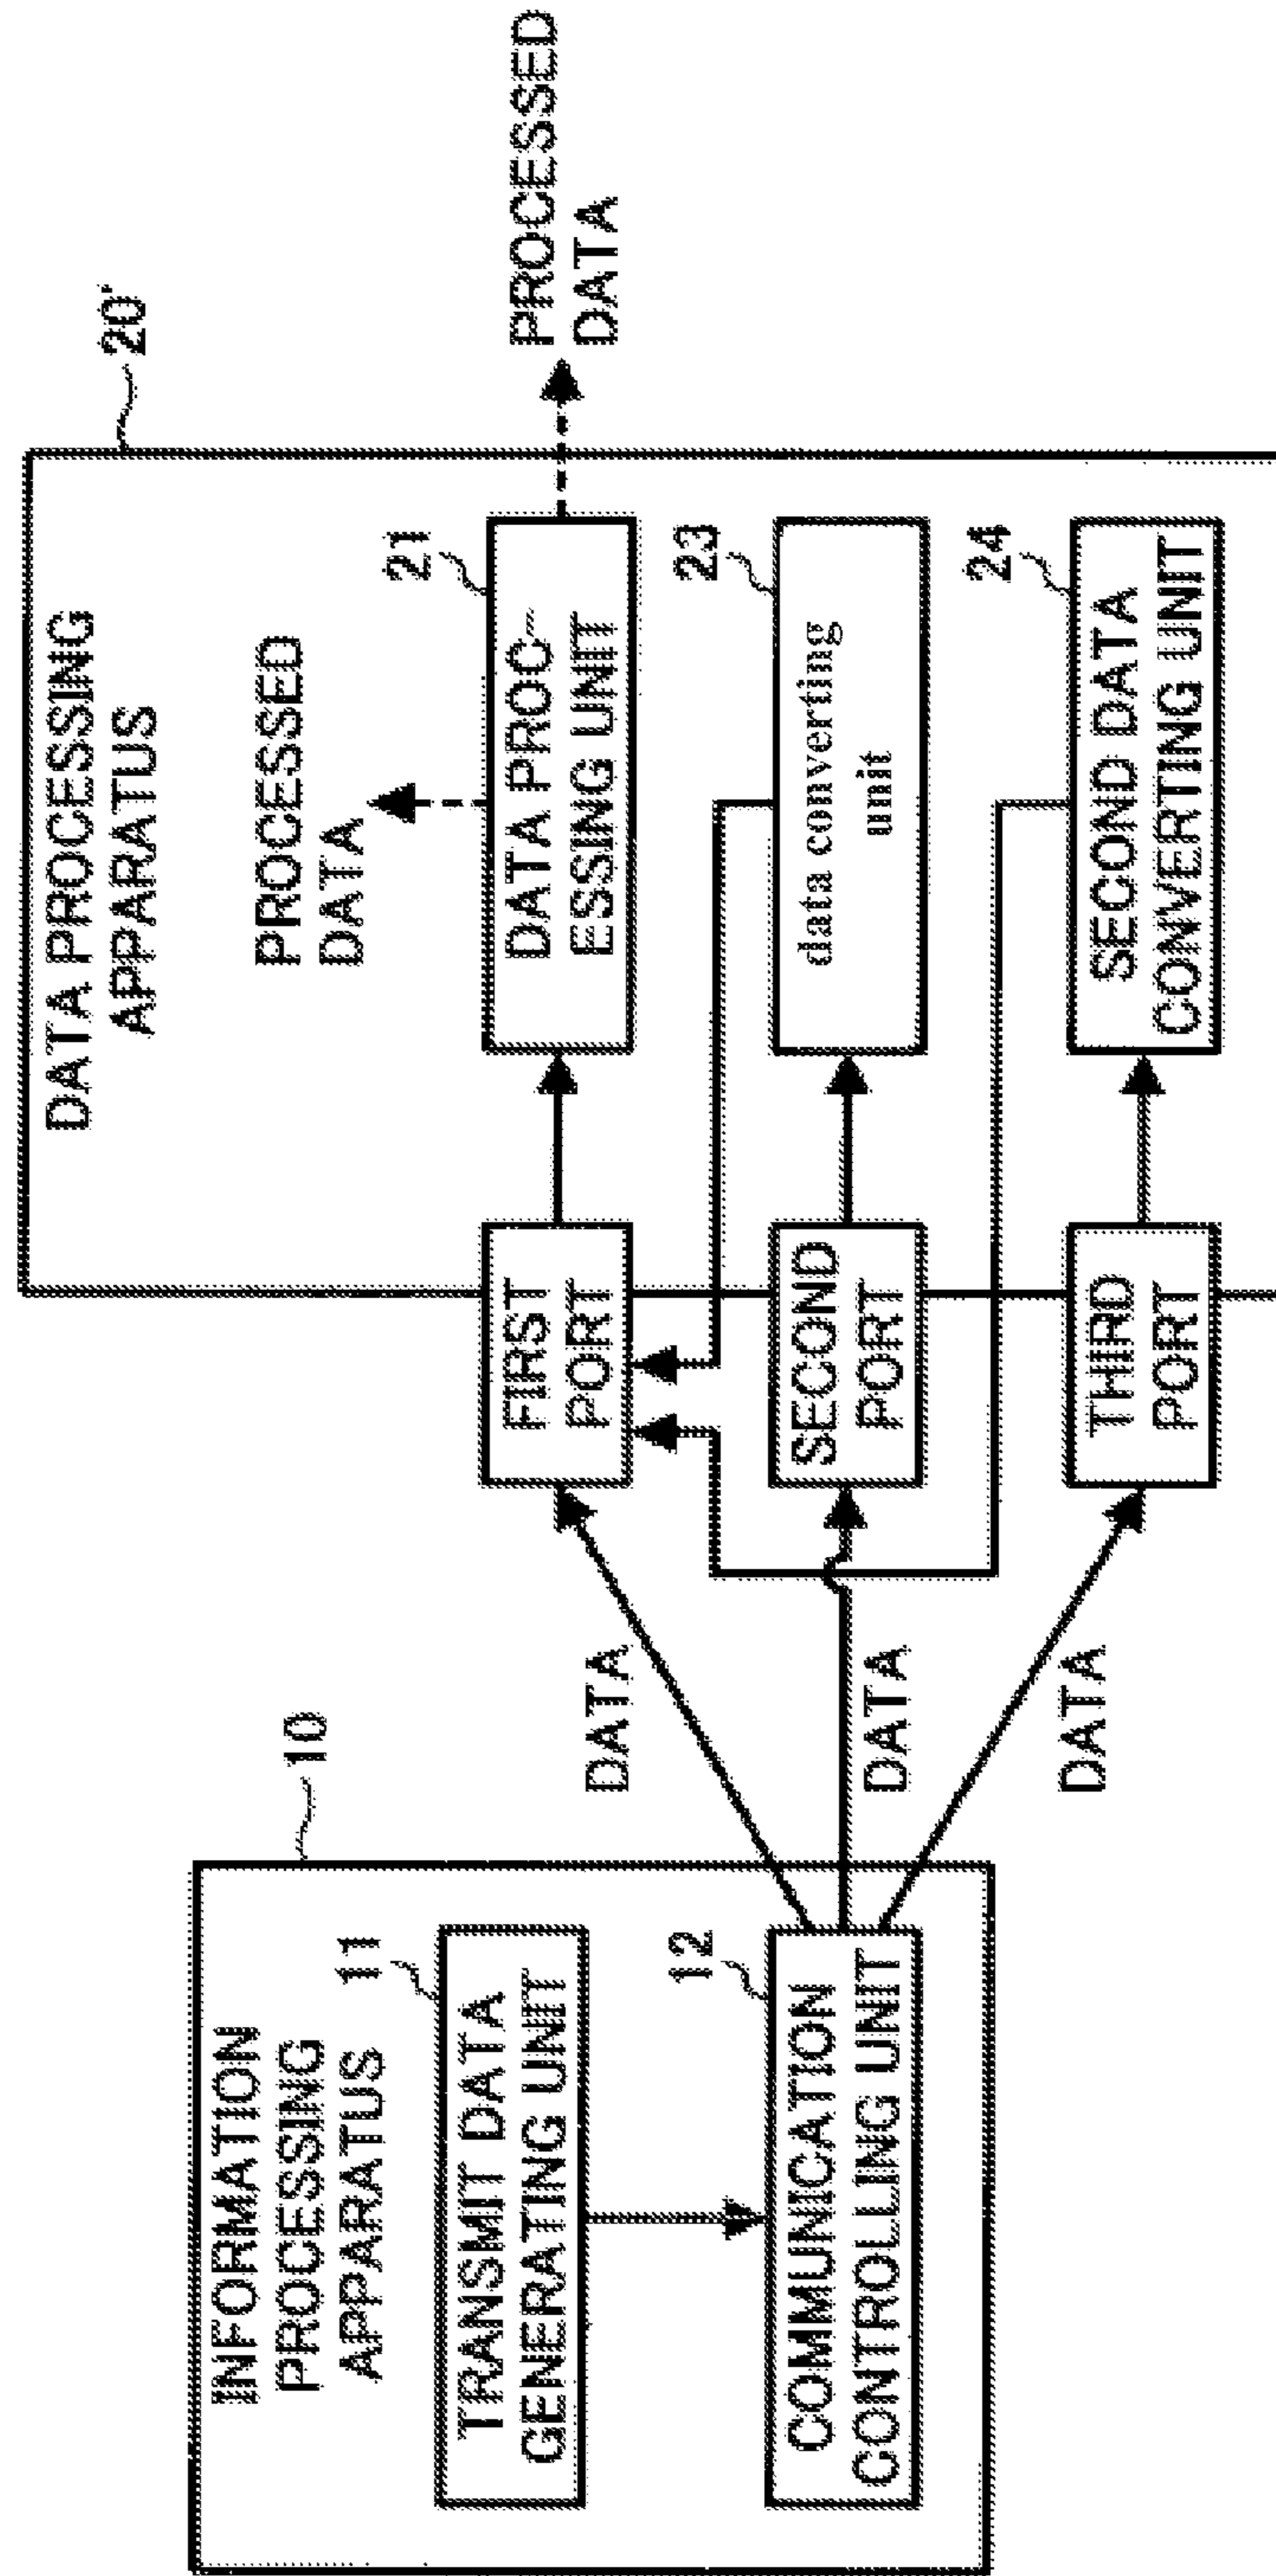 INFORMATION
PROCESSING
APPARATUS
10
TRANSMIT DATA
GENERATING UNIT
11
COMMUNICATION
CONTROLLING UNIT
12
DATA
DATA
DATA
FIRST
PORT
SECOND
PORT
THIRD
PORT
DATA PROCESSING
APPARATUS
20'
PROCESSED
DATA
DATA PROC-
ESSING UNIT
21
data converting
unit
23
SECOND DATA
CONVERTING UNIT
24
PROCESSED
DATA